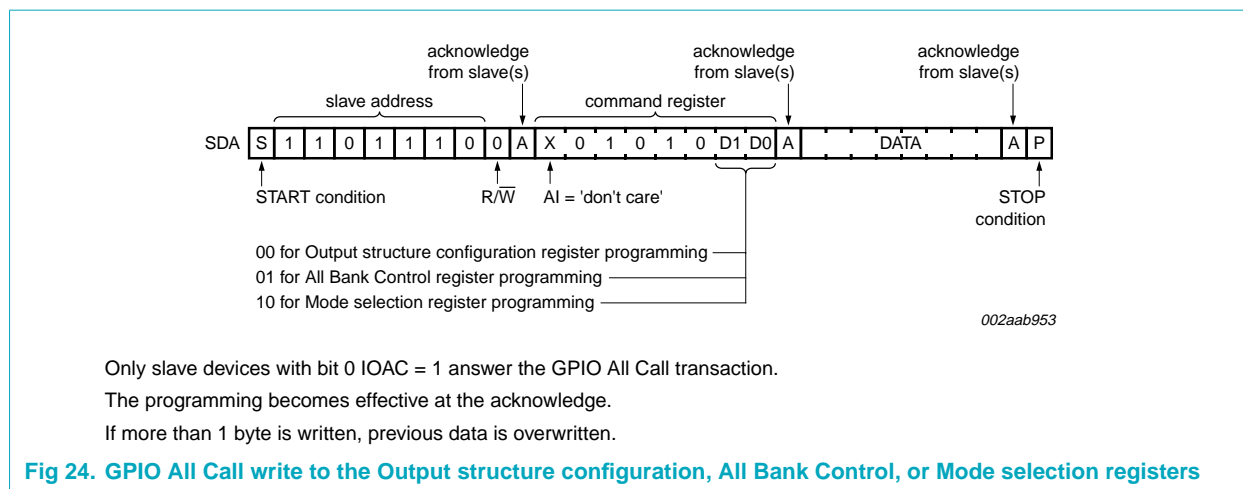 acknowledge from slave(s)
acknowledge from slave(s)
acknowledge from slave(s)
slave address
command register
SDA S 1 1 0 1 1 1 0 0 A X 0 1 0 1 0 D1 D0 A DATA A P
START condition
R/W̅
AI = 'don't care'
STOP condition
00 for Output structure configuration register programming
01 for All Bank Control register programming
10 for Mode selection register programming
002aab953
Only slave devices with bit 0 IOAC = 1 answer the GPIO All Call transaction.
The programming becomes effective at the acknowledge.
If more than 1 byte is written, previous data is overwritten.
Fig 24. GPIO All Call write to the Output structure configuration, All Bank Control, or Mode selection registers